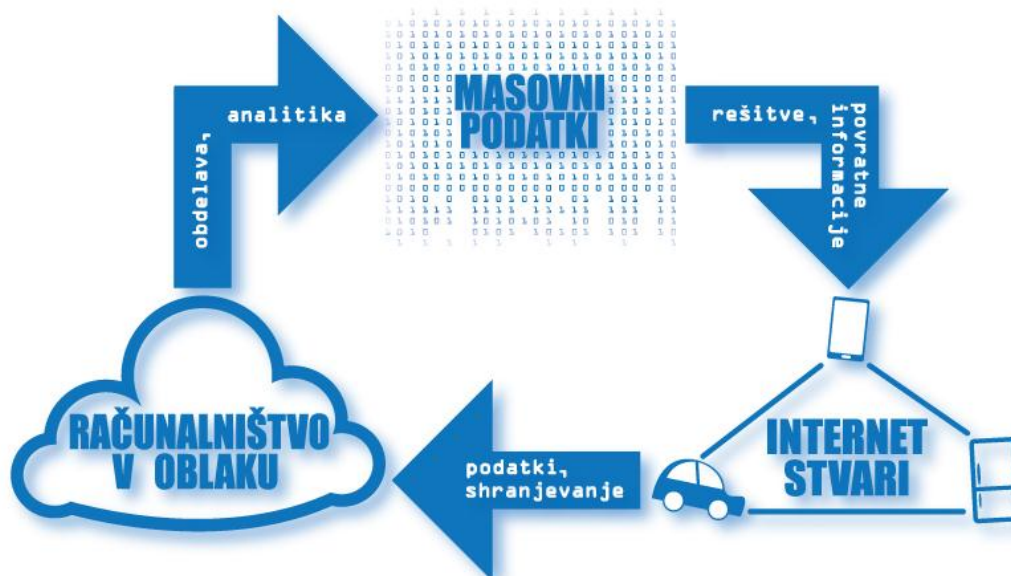 MASOVNI
PODATKI
rešitve,
povratne
informacije
INTERNET
STVARI
podatki,
shranjevanje
RAČUNALNIŠTVO
V OBLAKU
obdelava,
analitika